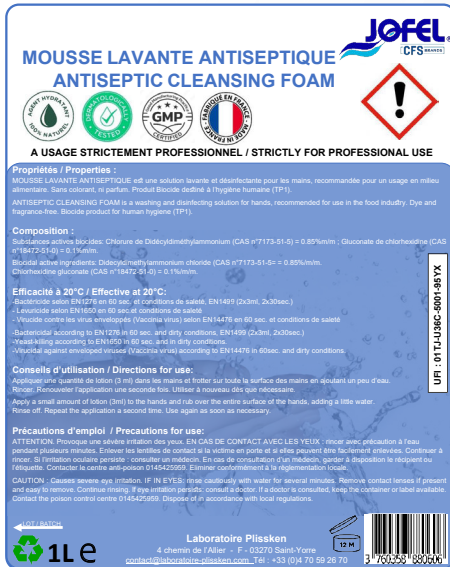 JOFEL®
CFS BRANDS
MOUSSE LAVANTE ANTISEPTIQUE
ANTISEPTIC CLEANSING FOAM
AGENT HYDRATANT
100% NATUREL
DERMATOLOGICALLY
TESTED
GMP
CERTIFIED
FABRIQUÉ EN FRANCE
MADE IN FRANCE
A USAGE STRICTEMENT PROFESSIONNEL / STRICTLY FOR PROFESSIONAL USE
Propriétés / Properties :
MOUSSE LAVANTE ANTISEPTIQUE est une solution lavante et désinfectante pour les mains, recommandée pour un usage en milieu
alimentaire. Sans colorant, ni parfum. Produit Biocide destiné à l'hygiène humaine (TP1).
ANTISEPTIC CLEANSING FOAM is a washing and disinfecting solution for hands, recommended for use in the food industry. Dye and
fragrance-free. Biocide product for human hygiene (TP1).
Composition :
Substances actives biocides: Chlorure de Didécyldiméthylammonium (CAS n°7173-51-5) = 0.85%m/m ; Gluconate de chlorhexidine (CAS
n°18472-51-0) = 0.1%m/m.
Biocidal active ingredients: Didecyldimethylammonium chloride (CAS n°7173-51-5= = 0.85%m/m.
Chlorhexidine gluconate (CAS n°18472-51-0) = 0.1%m/m.
Efficacité à 20°C / Effective at 20°C:
-Bactéricide selon EN1276 en 60 sec. et conditions de saleté, EN1499 (2x3ml, 2x30sec.)
- Levuricide selon EN1650 en 60 sec.et conditions de saleté
- Virucide contre les virus enveloppés (Vaccinia virus) selon EN14476 en 60 sec. et conditions de saleté
-Bactericidal according to EN1276 in 60 sec. and dirty conditions, EN1499 (2x3ml, 2x30sec.)
-Yeast-killing according to EN1650 in 60 sec. and in dirty conditions.
-Virucidal against enveloped viruses (Vaccinia virus) according to EN14476 in 60sec. and dirty conditions.
Conseils d'utilisation / Directions for use:
Appliquer une quantité de lotion (3 ml) dans les mains et frotter sur toute la surface des mains en ajoutant un peu d'eau.
Rincer. Renouveler l'application une seconde fois. Utiliser à nouveau dès que nécessaire.
Apply a small amount of lotion (3ml) to the hands and rub over the entire surface of the hands, adding a little water.
Rinse off. Repeat the application a second time. Use again as soon as necessary.
Précautions d'emploi / Precautions for use:
ATTENTION. Provoque une sévère irritation des yeux. EN CAS DE CONTACT AVEC LES YEUX : rincer avec précaution à l'eau
pendant plusieurs minutes. Enlever les lentilles de contact si la victime en porte et si elles peuvent être facilement enlevées. Continuer à
rincer. Si l'irritation oculaire persiste : consulter un médecin. En cas de consultation d'un médecin, garder à disposition le récipient ou
l'étiquette. Contacter le centre anti-poison 0145425959. Eliminer conformément à la réglementation locale.
CAUTION : Causes severe eye irritation. IF IN EYES: rinse cautiously with water for several minutes. Remove contact lenses if present
and easy to remove. Continue rinsing. If eye irritation persists: consult a doctor. If a doctor is consulted, keep the container or label available.
Contact the poison control centre 0145425959. Dispose of in accordance with local regulations.
UFI : 01TJ-U36C-5001-95YX
LOT / BATCH
1L e
Laboratoire Plissken
4 chemin de l'Allier - F - 03270 Saint-Yorre
contact@laboratoire-plissken.com Tél : +33 (0)4 70 59 26 70
12 M
3 760358 880606